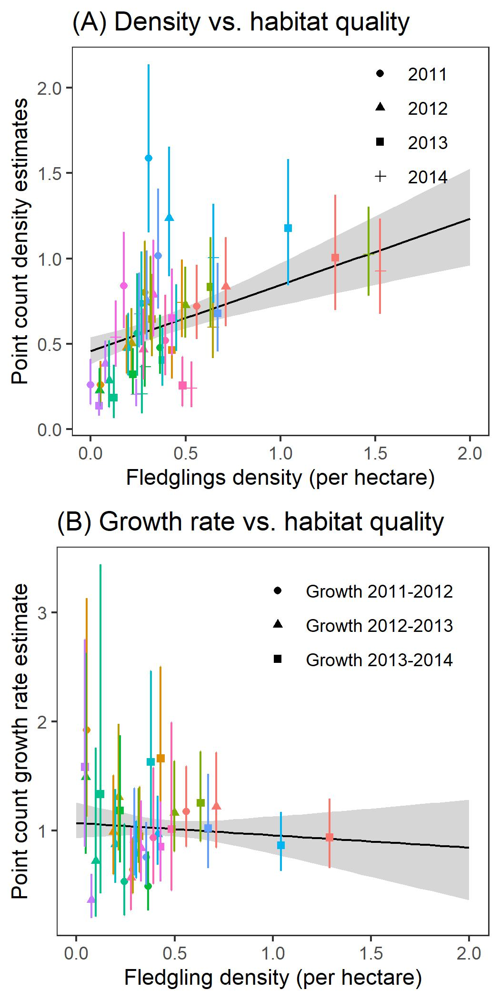 (A) Density vs. habitat quality
Point count density estimates
2.0
1.5
1.0
0.5
0.0
2011
2012
2013
2014
0.0 0.5 1.0 1.5 2.0
Fledglings density (per hectare)
(B) Growth rate vs. habitat quality
Point count growth rate estimate
3
2
1
Growth 2011-2012
Growth 2012-2013
Growth 2013-2014
0.0 0.5 1.0 1.5 2.0
Fledgling density (per hectare)